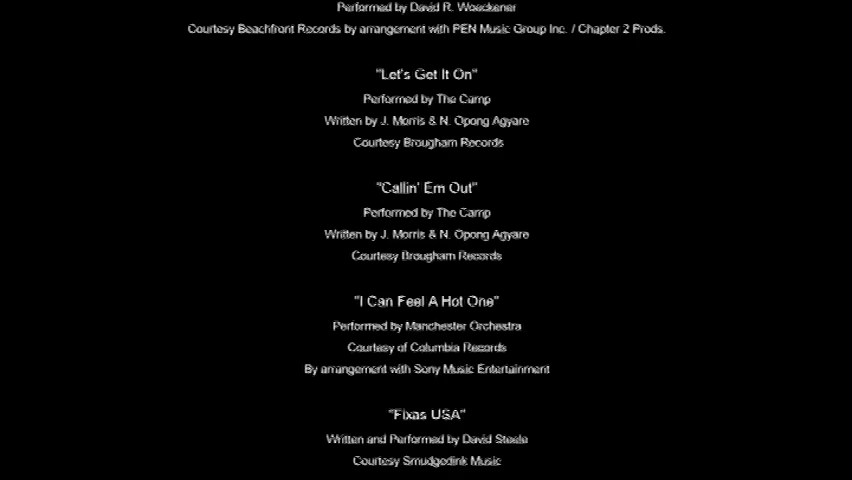 Performed by David R. Woeckener
Courtesy Beachfront Records by arrangement with PEN Music Group Inc. / Chapter 2 Prods.
"Let's Get It On"
Performed by The Camp
Written by J. Morris & N. Opong Agyare
Courtesy Brougham Records
"Callin' Em Out"
Performed by The Camp
Written by J. Morris & N. Opong Agyare
Courtesy Brougham Records
"I Can Feel A Hot One"
Performed by Manchester Orchestra
Courtesy of Columbia Records
By arrangement with Sony Music Entertainment
"Fixas USA"
Written and Performed by David Steele
Courtesy Smudgedink Music